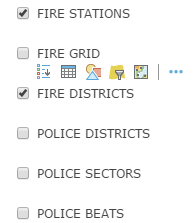 FIRE STATIONS
FIRE GRID
FIRE DISTRICTS
POLICE DISTRICTS
POLICE SECTORS
POLICE BEATS